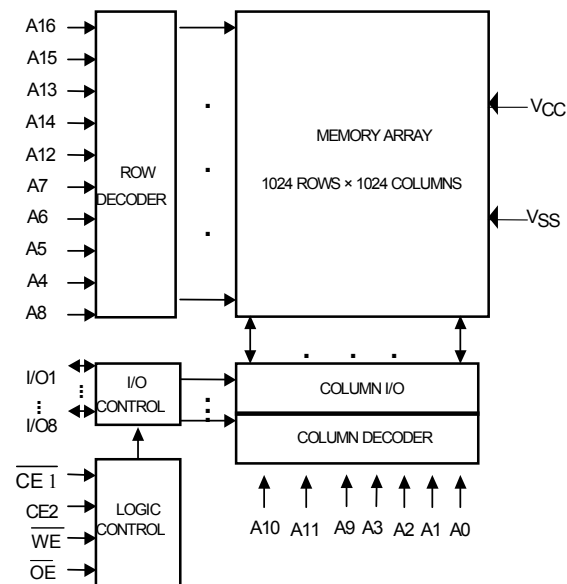 A16
A15
A13
A14
A12
A7
A6
A5
A4
A8
ROW
DECODER
MEMORY ARRAY
1024 ROWS × 1024 COLUMNS
VCC
VSS
I/O1
I/O8
I/O
CONTROL
COLUMN I/O
COLUMN DECODER
CE 1
CE2
WE
OE
LOGIC
CONTROL
A10 A11 A9 A3 A2 A1 A0